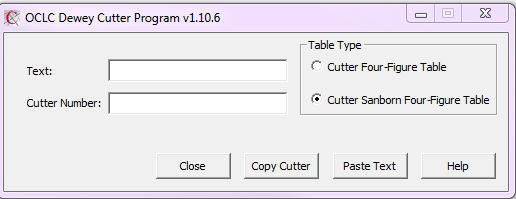 OCLC Dewey Cutter Program v1.10.6
Table Type
Text:
Cutter Four-Figure Table
Cutter Number:
Cutter Sanborn Four-Figure Table
Close Copy Cutter Paste Text Help